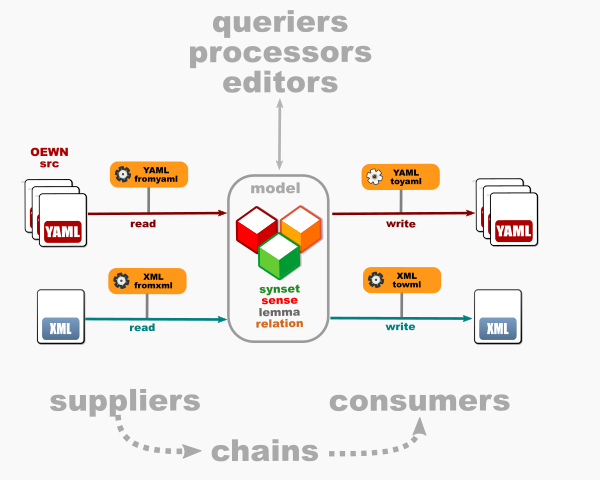 queriers
processors
editors
OEWN
src
YAML
fromyaml
YAML
toyaml
model
YAML
read
write
YAML
XML
fromxml
XML
towml
synset
sense
lemma
relation
XML
read
write
XML
suppliers
consumers
chains